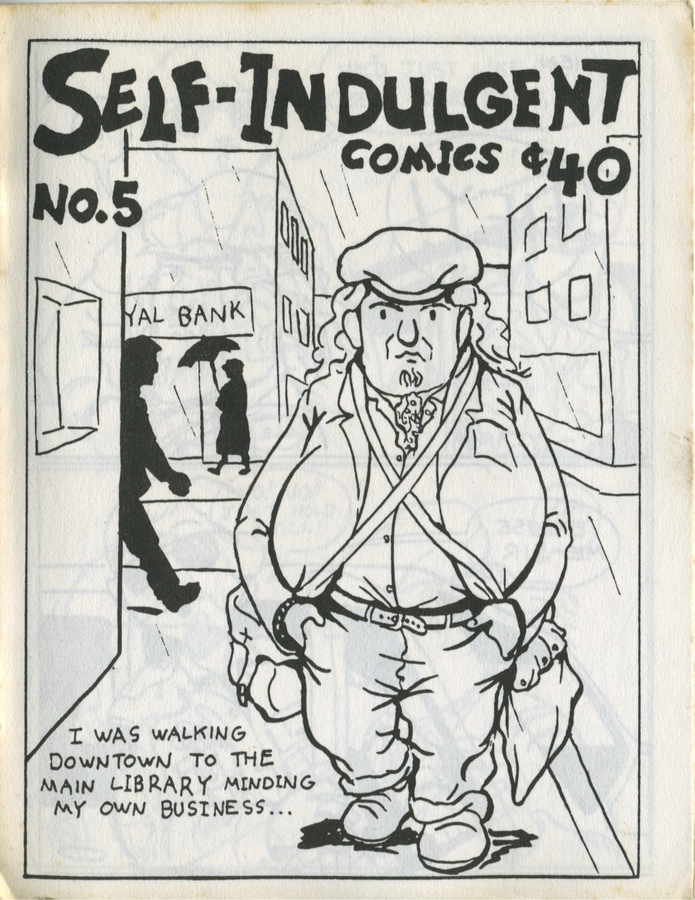 SELF-INDULGENT
COMICS ¢40
NO.5
YAL BANK
I WAS WALKING
DOWNTOWN TO THE
MAIN LIBRARY MINDING
MY OWN BUSINESS...